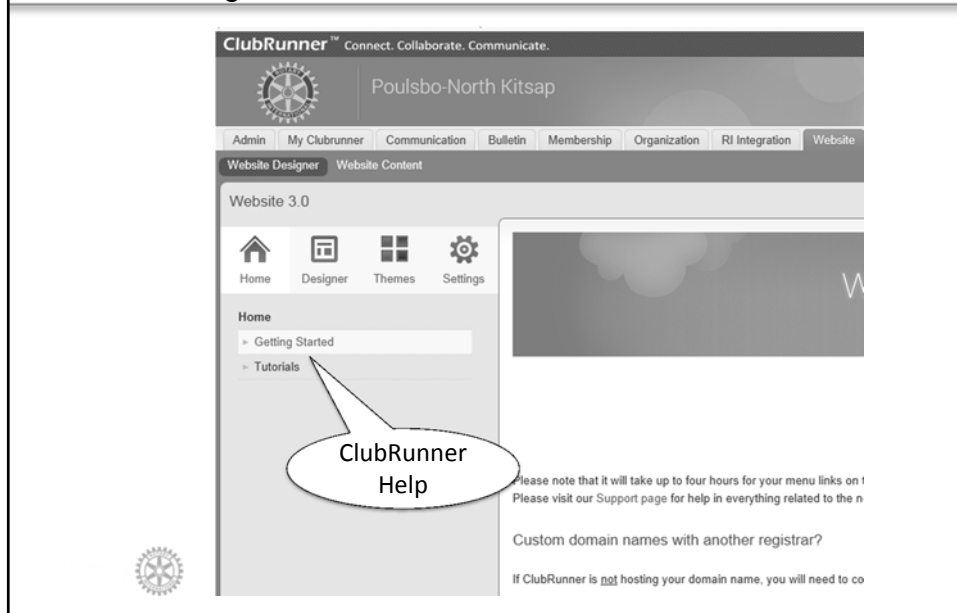 ClubRunner™ Connect. Collaborate. Communicate.
Poulsbo-North Kitsap
Admin My Clubrunner Communication Bulletin Membership Organization RI Integration Website
Website Designer Website Content
Website 3.0
Home Designer Themes Settings
Home
Getting Started
Tutorials
ClubRunner
Help
Please note that it will take up to four hours for your menu links on
Please visit our Support page for help in everything related to the
Custom domain names with another registrar?
If ClubRunner is not hosting your domain name, you will need to